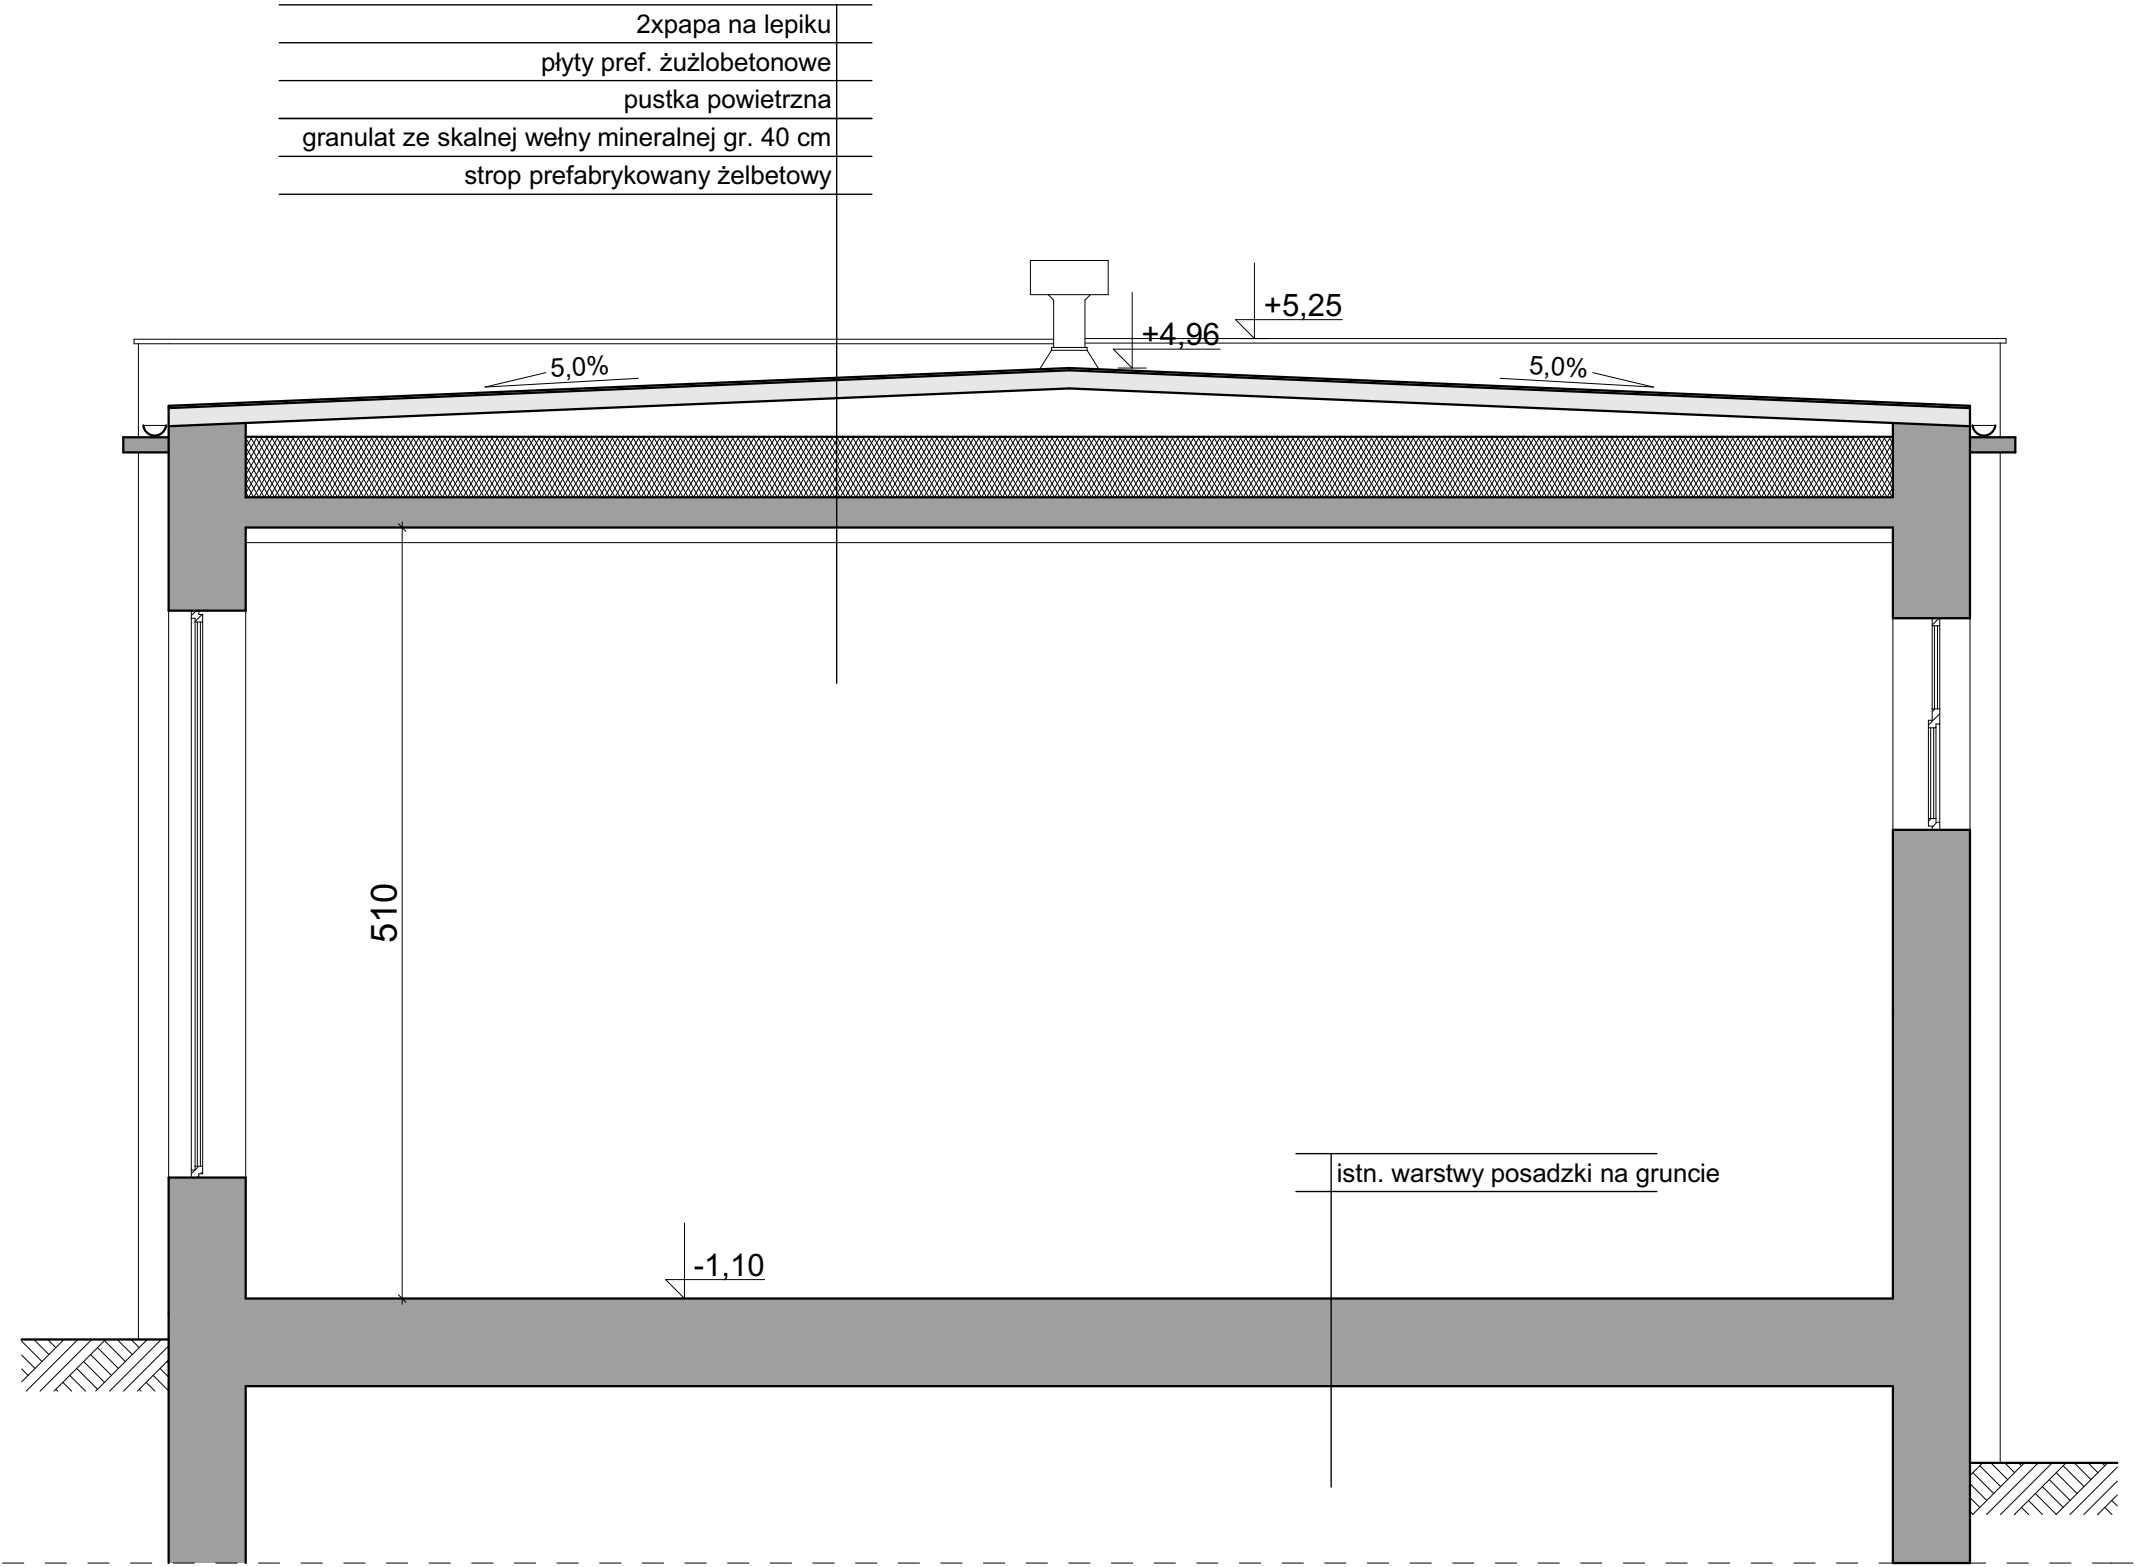 2xpapa na lepiku
płyty pref. żużlobetonowe
pustka powietrzna
granulat ze skalnej wełny mineralnej gr. 40 cm
strop prefabrykowany żelbetowy
+5,25
+4,96
5,0%
5,0%
510
istn. warstwy posadzki na gruncie
-1,10